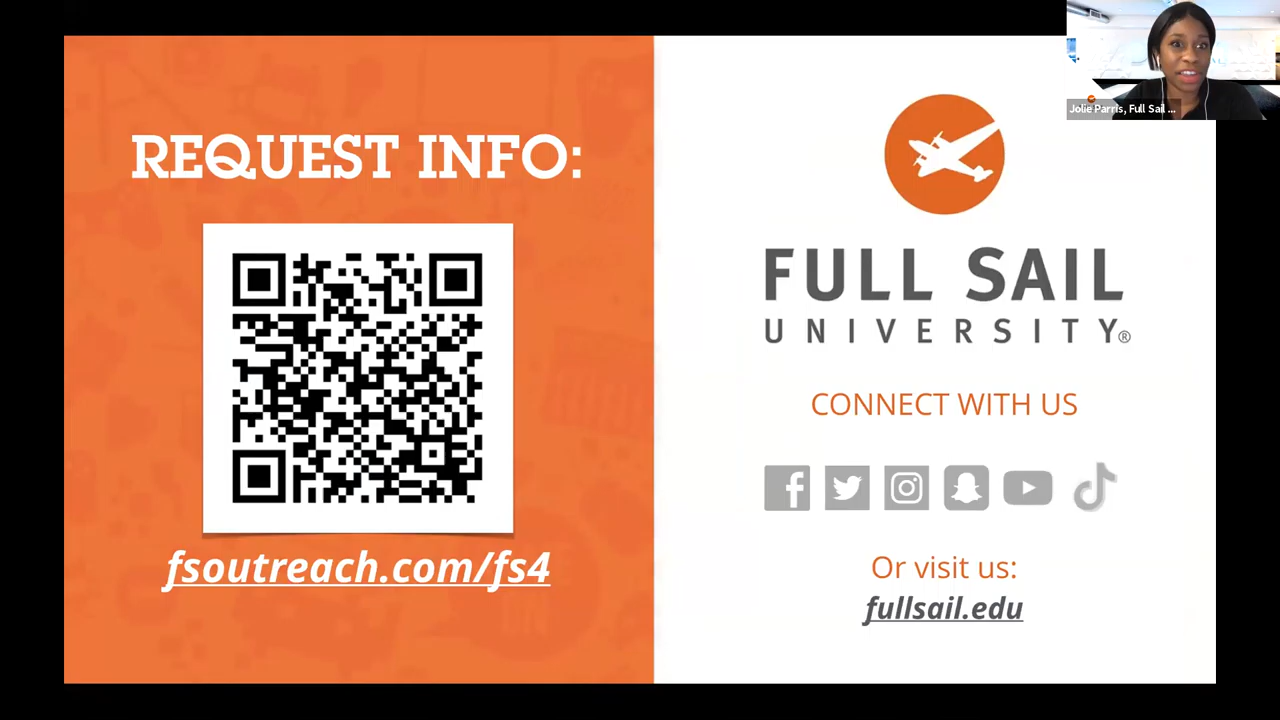 REQUEST INFO:
fsoutreach.com/fs4
FULL SAIL
UNIVERSITY®
CONNECT WITH US
Or visit us:
fullsail.edu
Jolie Parris, Full Sail ...